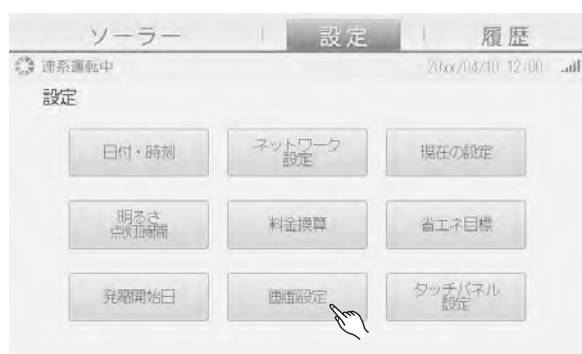 ソーラー 設定 履歴
連系運転中 20xx/04/10 12:00
設定
日付・時刻 ネットワーク 現在の設定
設定
明るさ 料金換算 省エネ目標
点灯時間
発電開始日 画面設定 タッチパネル
設定